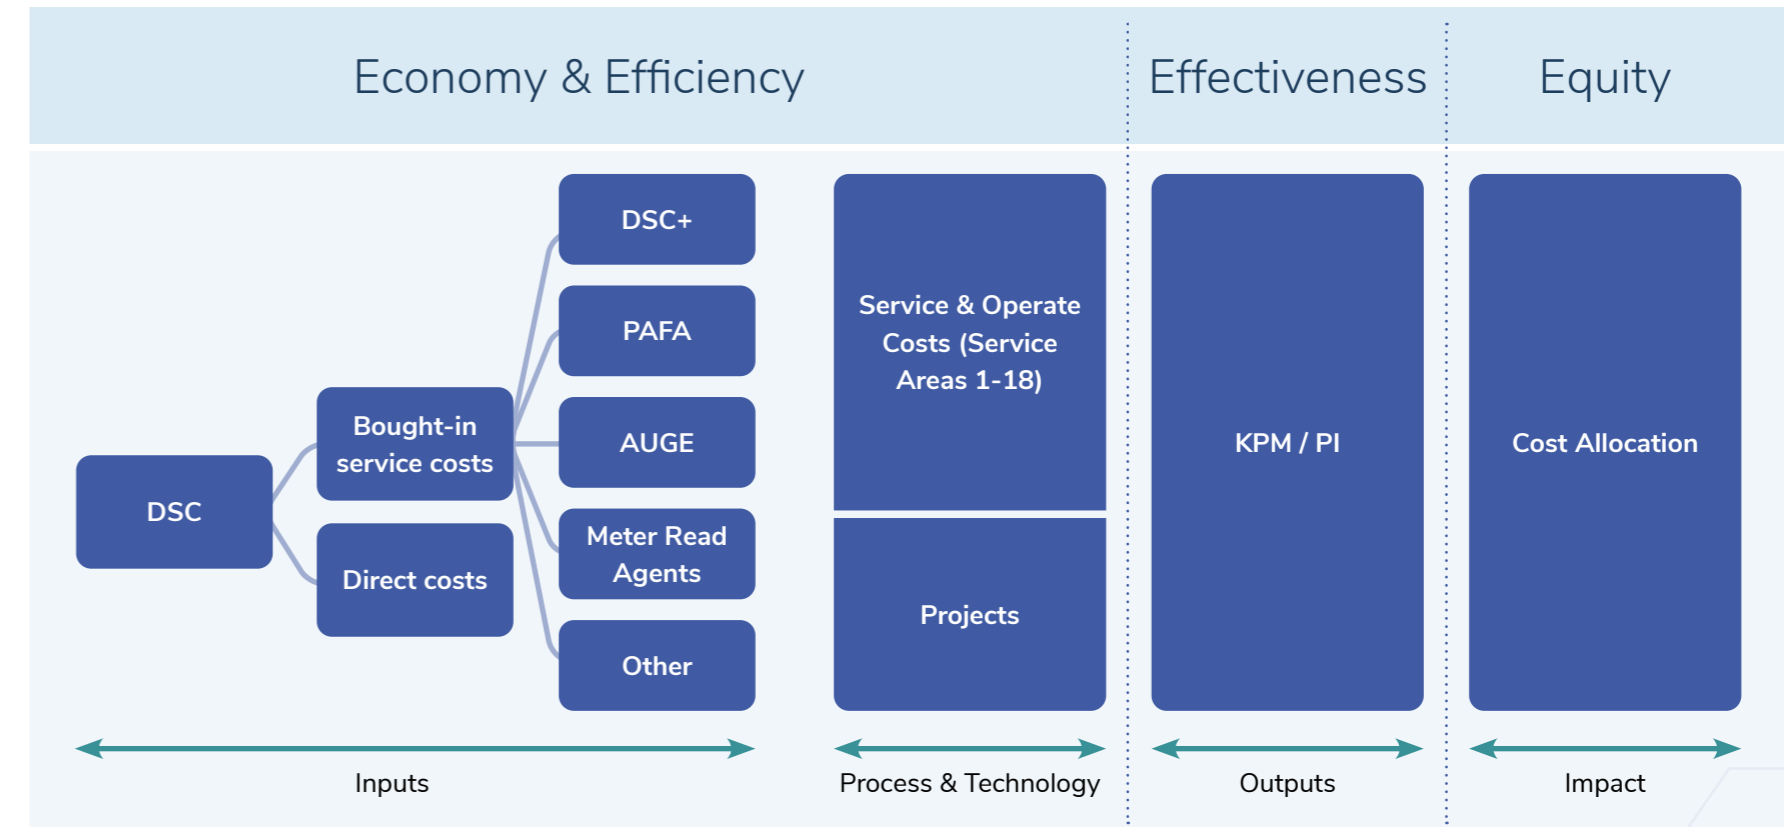 Economy & Efficiency
Effectiveness
Equity
DSC
Bought-in
service costs
Direct costs
DSC+
PAFA
AUGE
Meter Read
Agents
Other
Service & Operate
Costs (Service
Areas 1-18)
Projects
KPM / PI
Cost Allocation
Inputs
Process & Technology
Outputs
Impact